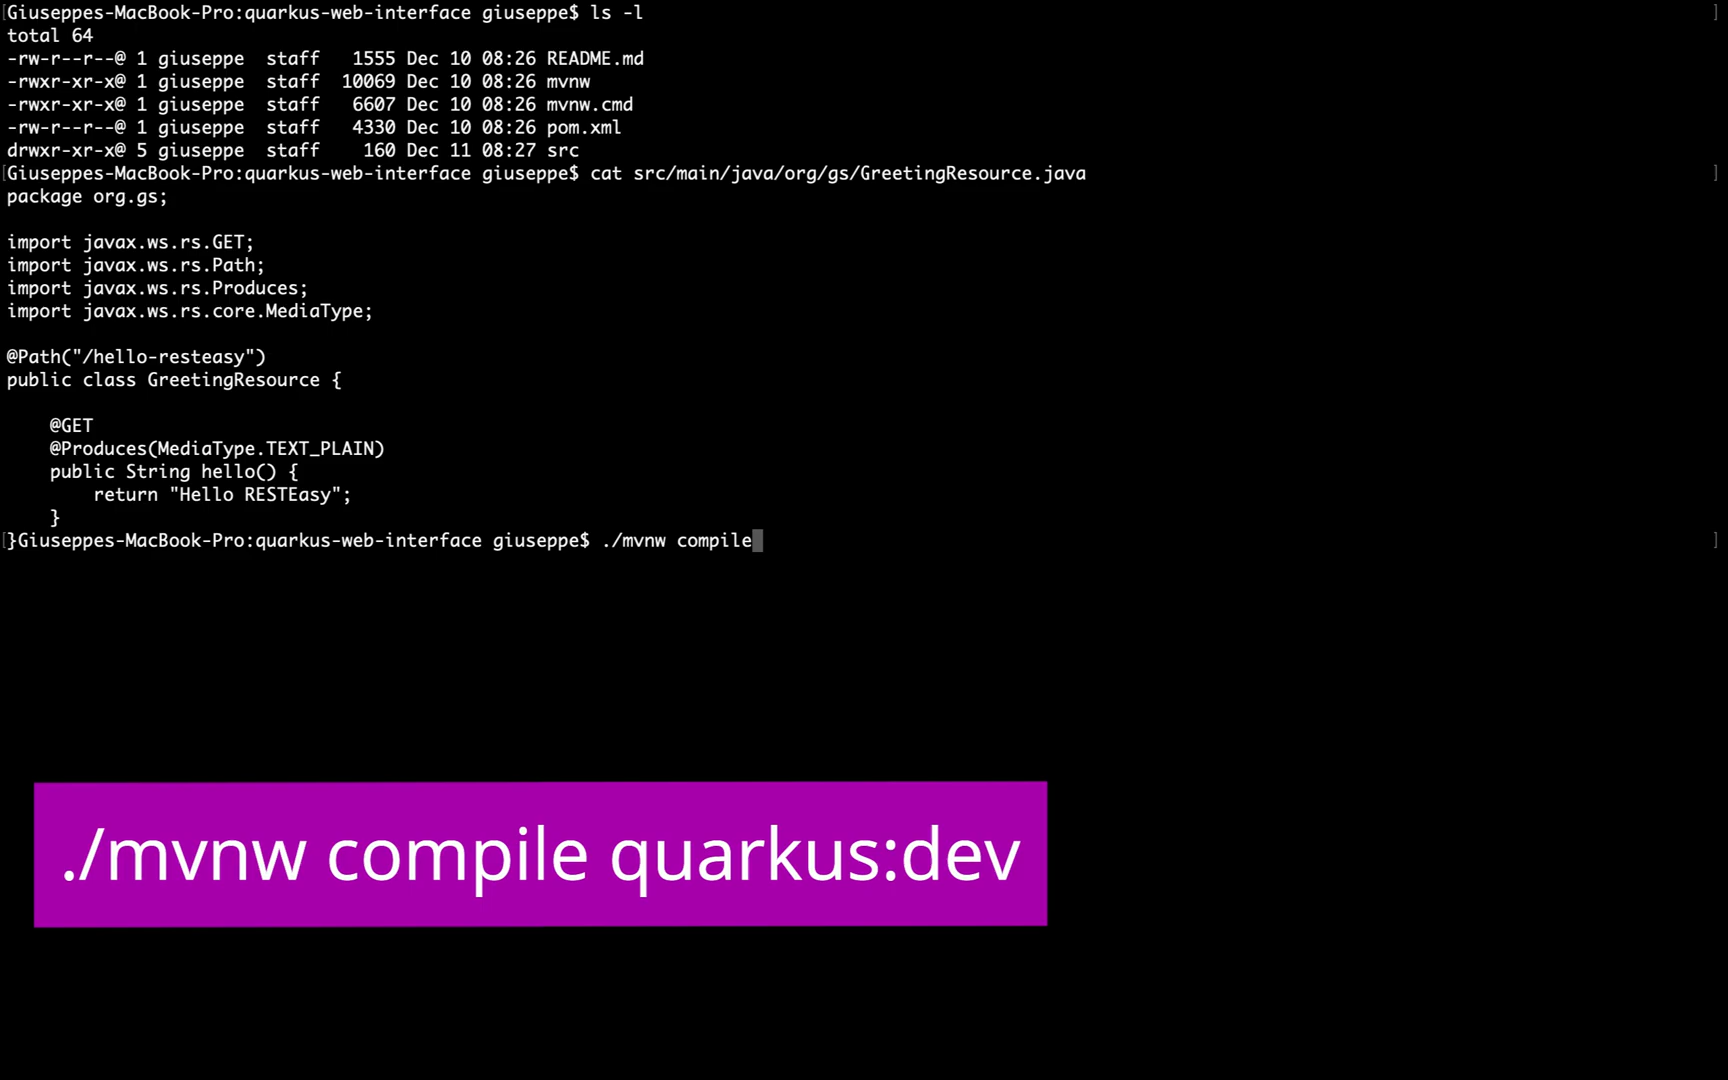 [Giuseppes-MacBook-Pro:quarkus-web-interface giuseppe$ ls -l ]
total 64
-rw-r--r--@ 1 giuseppe  staff   1555 Dec 10 08:26 README.md
-rwxr-xr-x@ 1 giuseppe  staff  10069 Dec 10 08:26 mvnw
-rwxr-xr-x@ 1 giuseppe  staff   6607 Dec 10 08:26 mvnw.cmd
-rw-r--r--@ 1 giuseppe  staff   4330 Dec 10 08:26 pom.xml
drwxr-xr-x@ 5 giuseppe  staff    160 Dec 11 08:27 src
[Giuseppes-MacBook-Pro:quarkus-web-interface giuseppe$ cat src/main/java/org/gs/GreetingResource.java ]
package org.gs;

import javax.ws.rs.GET;
import javax.ws.rs.Path;
import javax.ws.rs.Produces;
import javax.ws.rs.core.MediaType;

@Path("/hello-resteasy")
public class GreetingResource {

    @GET
    @Produces(MediaType.TEXT_PLAIN)
    public String hello() {
        return "Hello RESTEasy";
    }
[}Giuseppes-MacBook-Pro:quarkus-web-interface giuseppe$ ./mvnw compile ]
./mvnw compile quarkus:dev